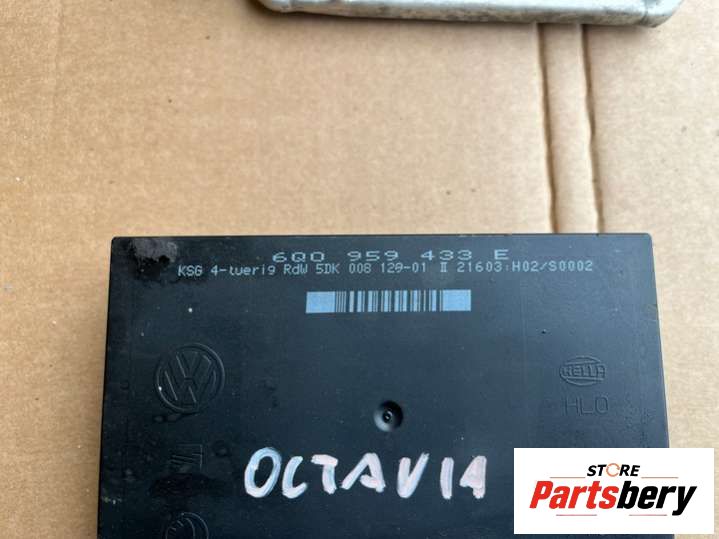 6Q0 959 433 E
KSG 4-tuerig RdW 5DK 008 129-01 II 21603:H02/S0002
VW
HELLA
HLO
OCTAVIA
STORE
Partsbery